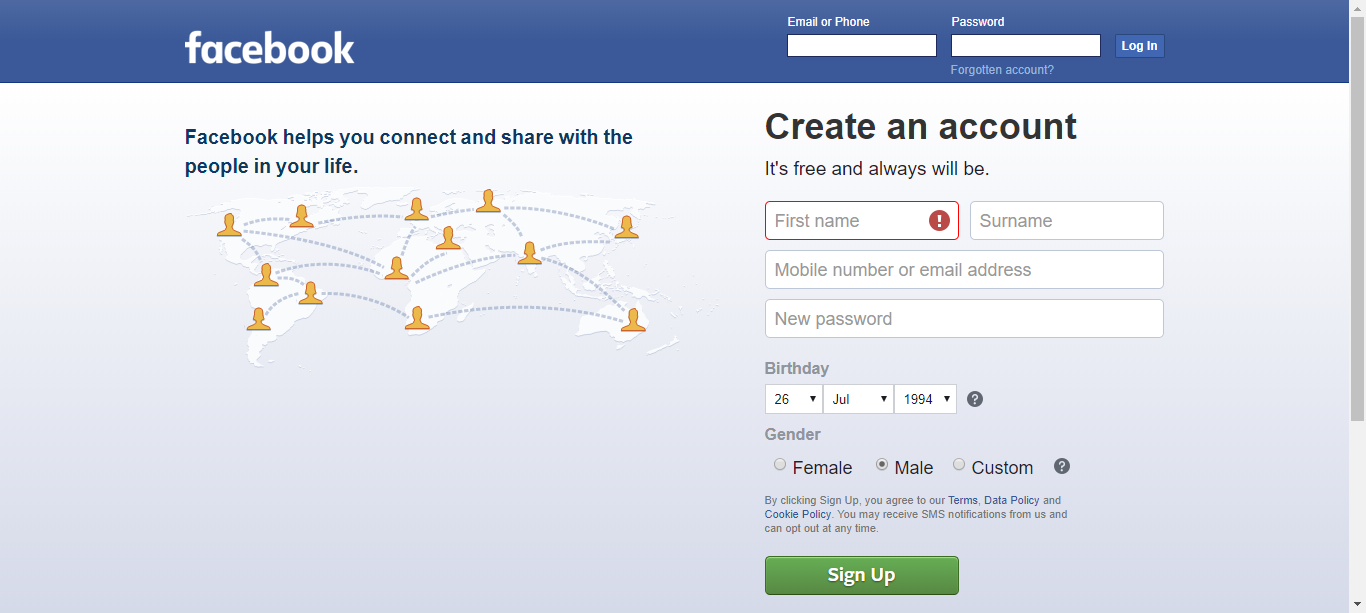 facebook
Email or Phone
Password
Log In
Forgotten account?
Facebook helps you connect and share with the
people in your life.
Create an account
It's free and always will be.
First name
Surname
Mobile number or email address
New password
Birthday
26
Jul
1994
Gender
Female
Male
Custom
By clicking Sign Up, you agree to our Terms, Data Policy and
Cookie Policy. You may receive SMS notifications from us and
can opt out at any time.
Sign Up